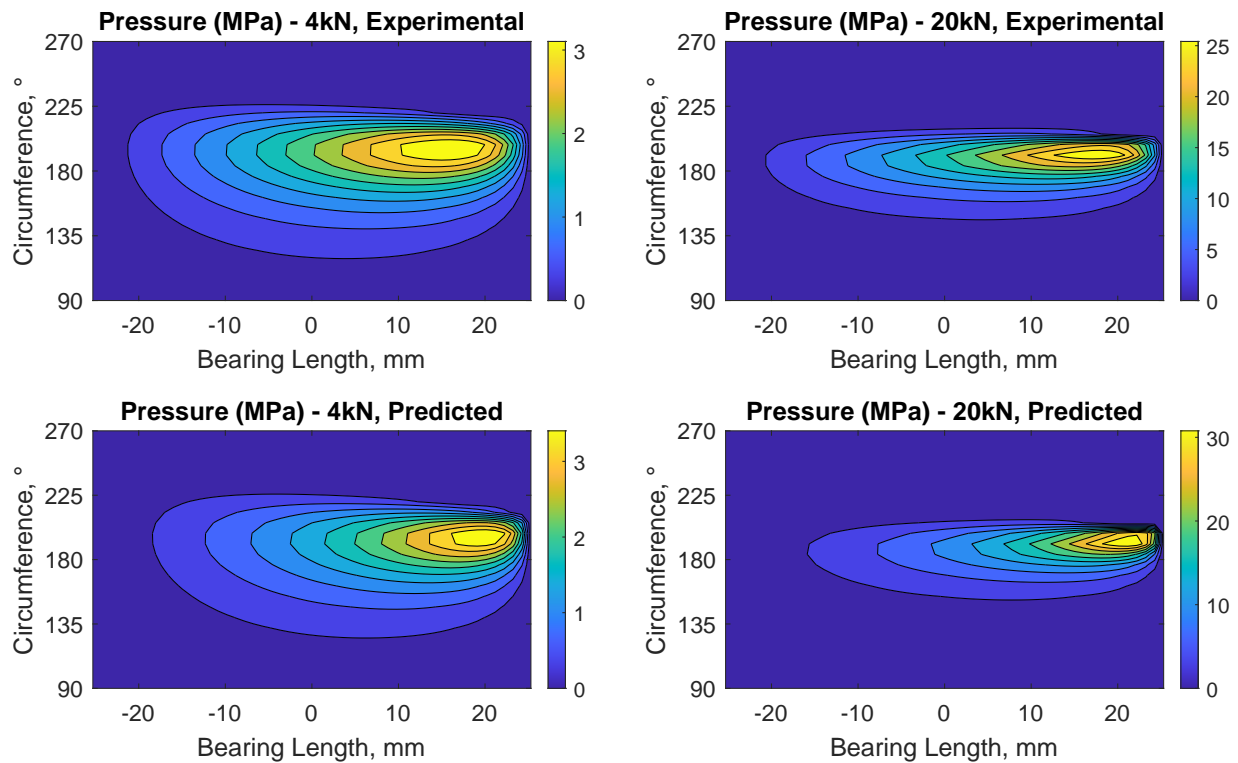 Pressure (MPa) - 4kN, Experimental
270
225
180
135
90
Circumference, °
-20 -10 0 10 20
Bearing Length, mm
3
2
1
0
Pressure (MPa) - 20kN, Experimental
270
225
180
135
90
Circumference, °
-20 -10 0 10 20
Bearing Length, mm
25
20
15
10
5
0
Pressure (MPa) - 4kN, Predicted
270
225
180
135
90
Circumference, °
-20 -10 0 10 20
Bearing Length, mm
3
2
1
0
Pressure (MPa) - 20kN, Predicted
270
225
180
135
90
Circumference, °
-20 -10 0 10 20
Bearing Length, mm
30
20
10
0